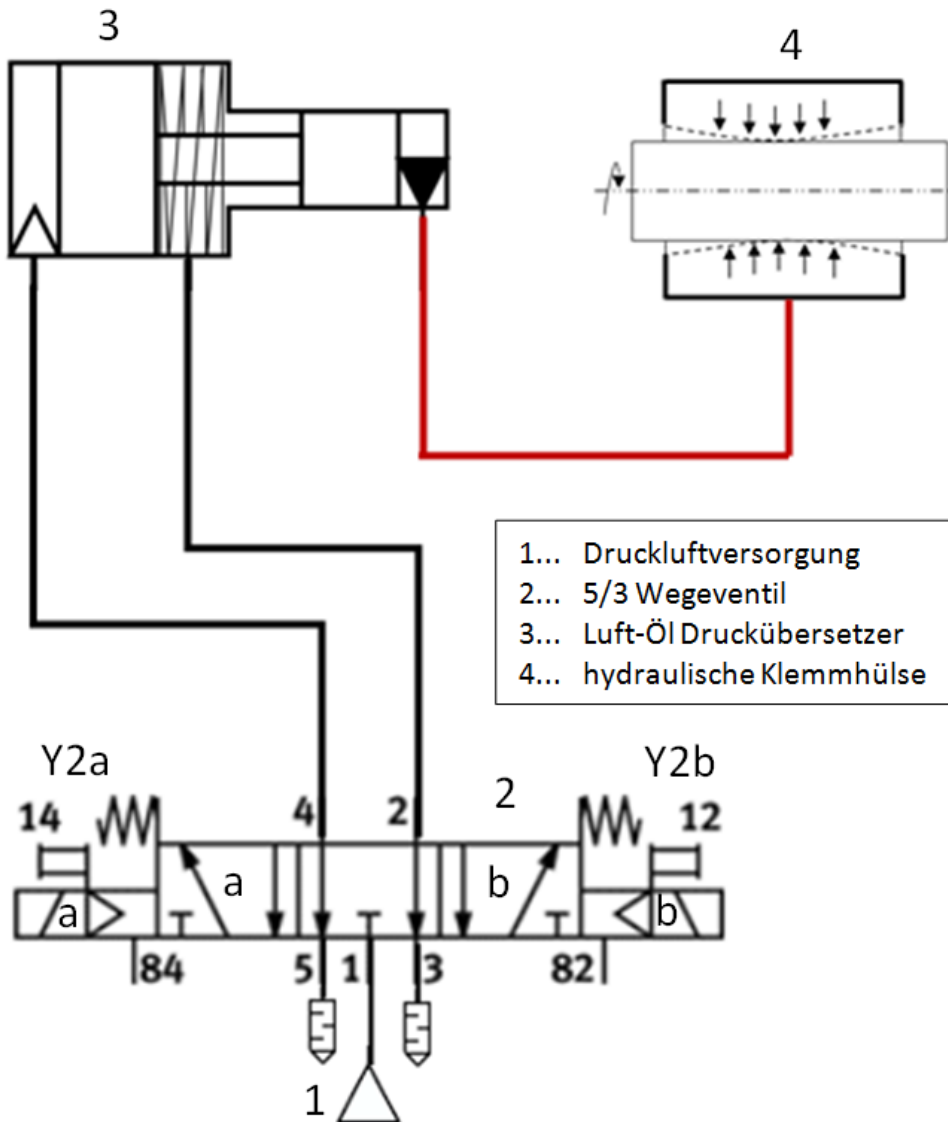 3
4
1... Druckluftversorgung
2... 5/3 Wegeventil
3... Luft-Öl Druckübersetzer
4... hydraulische Klemmhülse
Y2a
Y2b
14
4
2
2
12
a
a
b
b
84
5
1
3
82
1